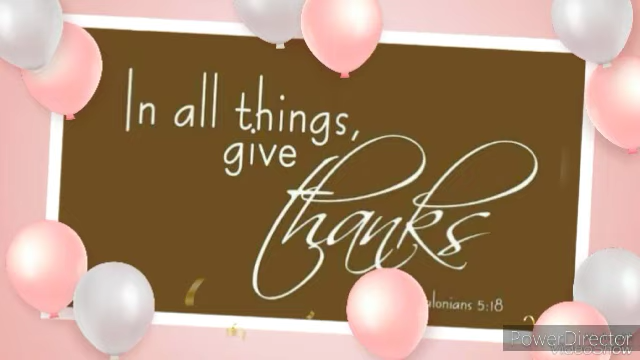 In all things,
give
thanks
alonians 5:18
PowerDirector